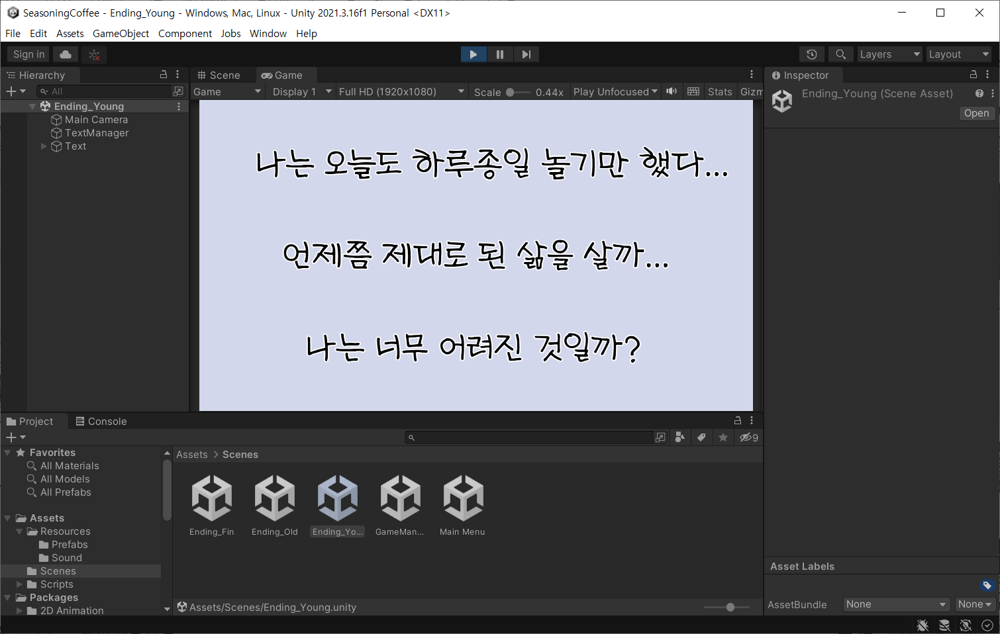 SeasoningCoffee - Ending_Young - Windows, Mac, Linux - Unity 2021.3.16f1 Personal <DX11>
File Edit Assets GameObject Component Jobs Window Help
Sign in Layers Layout
Hierarchy
All
Ending_Young
Main Camera
TextManager
Text
Scene Game
Game Display 1 Full HD (1920x1080) Scale 0.44x Play Unfocused Stats Gizm
나는 오늘도 하루종일 놀기만 했다...
언제쯤 제대로 된 삶을 살까...
나는 너무 어려진 것일까?
Inspector
Ending_Young (Scene Asset)
Open
Project Console
9
Favorites
All Materials
All Models
All Prefabs
Assets
Resources
Prefabs
Sound
Scenes
Scripts
Packages
2D Animation
Assets > Scenes
Ending_Fin Ending_Old Ending_Yo... GameMan... Main Menu
Assets/Scenes/Ending_Young.unity
Asset Labels
AssetBundle None None